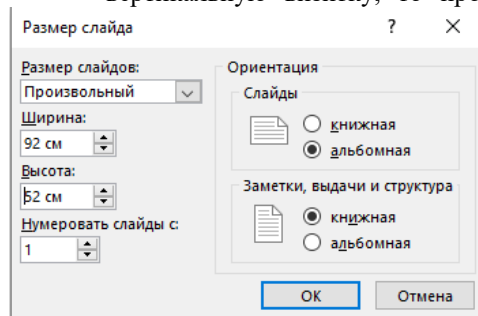 Размер слайда ? ×
Размер слайдов:
Произвольный
Ширина:
92 см
Высота:
52 см
Нумеровать слайды с:
1
Ориентация
Слайды
книжная
альбомная
Заметки, выдачи и структура
книжная
альбомная
ОК Отмена